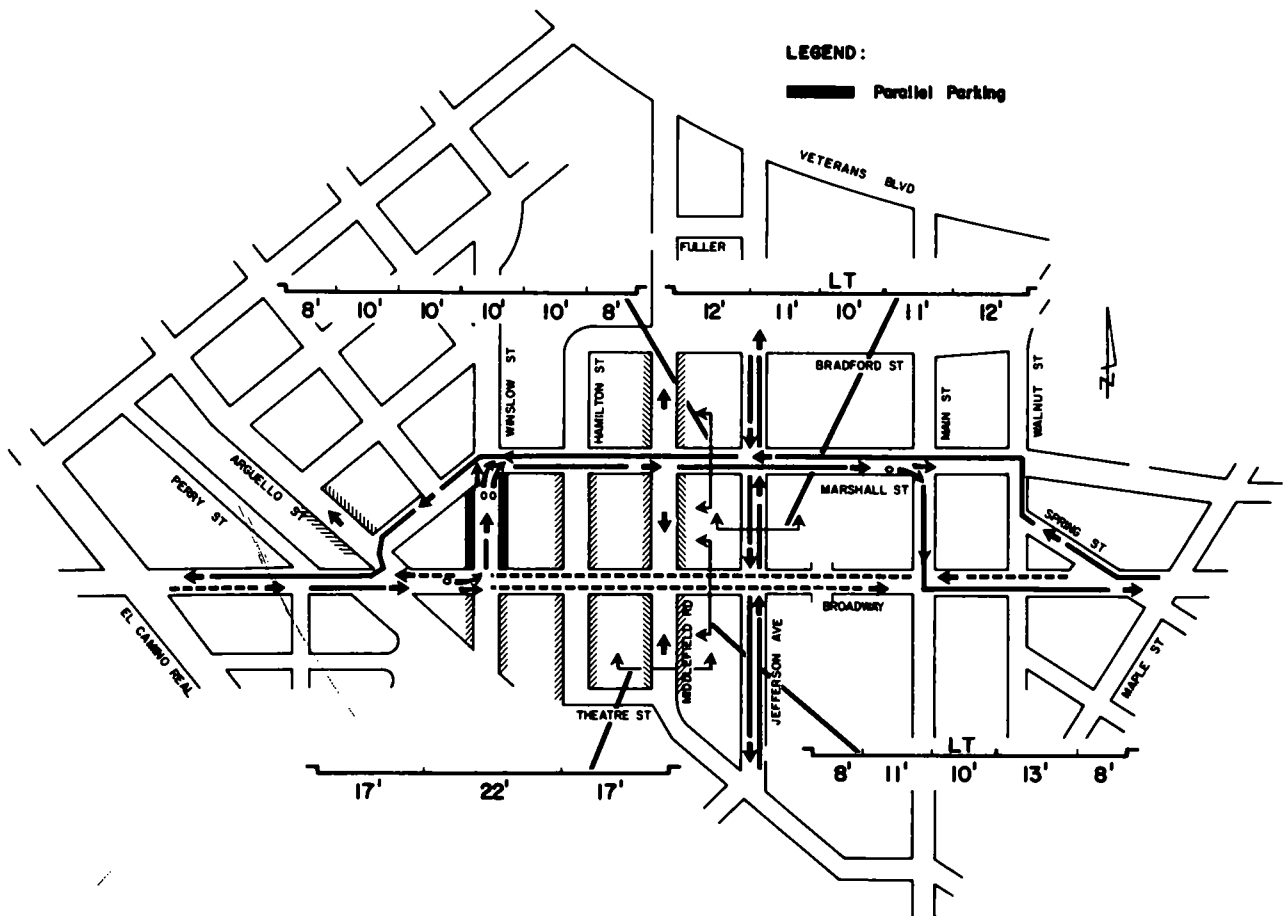 LEGEND:
Parallel Parking
VETERANS BLVD
FULLER
LT
8' 10' 10' 10' 10' 8'
12' 11' 10' 11' 12'
WINSLOW ST
HAMILTON ST
BRADFORD ST
MAIN ST
WALNUT ST
N
ARGUELLO ST
PERRY ST
MARSHALL ST
SPRING ST
EL CAMINO REAL
BROADWAY
MIDDLEFIELD RD
JEFFERSON AVE
MAPLE ST
THEATRE ST
LT
8' 11' 10' 13' 8'
17' 22' 17'